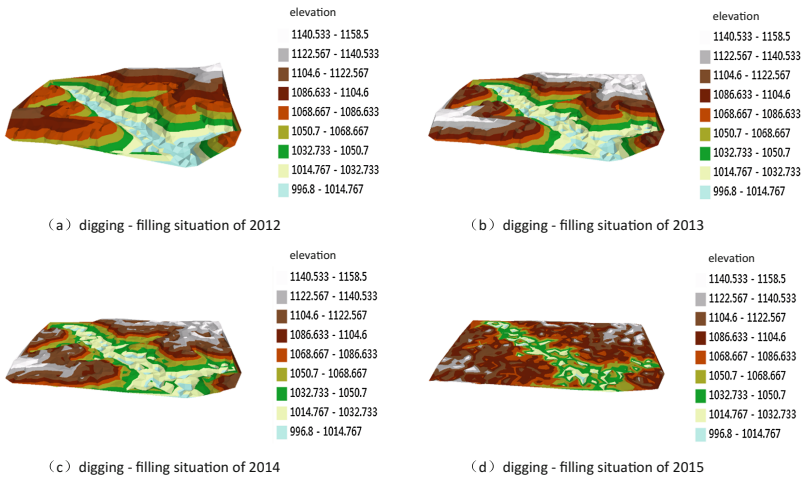 elevation
1140.533 - 1158.5
1122.567 - 1140.533
1104.6 - 1122.567
1086.633 - 1104.6
1068.667 - 1086.633
1050.7 - 1068.667
1032.733 - 1050.7
1014.767 - 1032.733
996.8 - 1014.767
（a）digging - filling situation of 2012
elevation
1140.533 - 1158.5
1122.567 - 1140.533
1104.6 - 1122.567
1086.633 - 1104.6
1068.667 - 1086.633
1050.7 - 1068.667
1032.733 - 1050.7
1014.767 - 1032.733
996.8 - 1014.767
（b）digging - filling situation of 2013
elevation
1140.533 - 1158.5
1122.567 - 1140.533
1104.6 - 1122.567
1086.633 - 1104.6
1068.667 - 1086.633
1050.7 - 1068.667
1032.733 - 1050.7
1014.767 - 1032.733
996.8 - 1014.767
（c）digging - filling situation of 2014
elevation
1140.533 - 1158.5
1122.567 - 1140.533
1104.6 - 1122.567
1086.633 - 1104.6
1068.667 - 1086.633
1050.7 - 1068.667
1032.733 - 1050.7
1014.767 - 1032.733
996.8 - 1014.767
（d）digging - filling situation of 2015